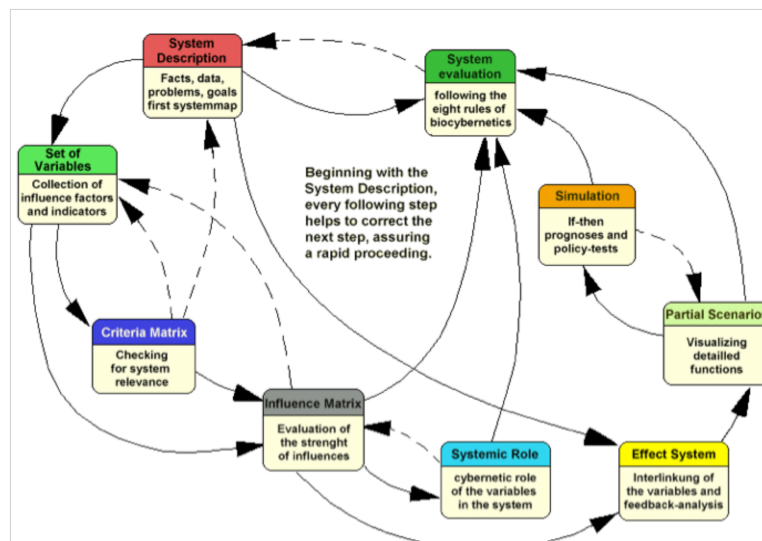 System
Description
Facts, data,
problems, goals
first systemmap
System
evaluation
following the
eight rules of
biocybernetics
Set of
Variables
Collection of
influence factors
and indicators
Beginning with the
System Description,
every following step
helps to correct the
next step, assuring
a rapid proceeding.
Simulation
If-then
prognoses and
policy-tests
Partial Scenarios
Visualizing
detailled
functions
Criteria Matrix
Checking
for system
relevance
Influence Matrix
Evaluation of
the strenght
of influences
Systemic Role
cybernetic role
of the variables
in the system
Effect System
Interlinkung of
the variables and
feedback-analysis